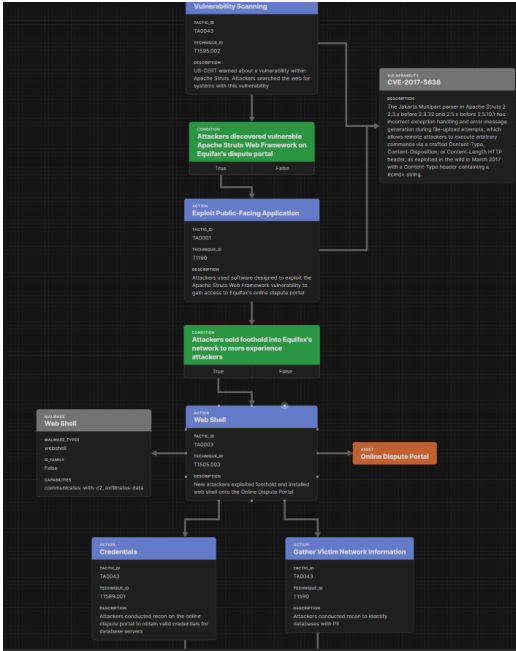 Vulnerability Scanning
TACTIC_ID
TA0043
TECHNIQUE_ID
T1595.002
DESCRIPTION
US-CERT warned about a vulnerability within
Apache Struts. Attackers searched the web for
systems with this vulnerability
VULNERABILITY
CVE-2017-5638
DESCRIPTION
The Jakarta Multipart parser in Apache Struts 2
2.3.x before 2.3.32 and 2.5.x before 2.5.10.1 has
incorrect exception handling and error-message
generation during file-upload attempts, which
allows remote attackers to execute arbitrary
commands via a crafted Content-Type,
Content-Disposition, or Content-Length HTTP
header, as exploited in the wild in March 2017
with a Content-Type header containing a
#cmd= string.
CONDITION
Attackers discovered vulnerable
Apache Struts Web Framework on
Equifax's dispute portal
True False
ACTION
Exploit Public-Facing Application
TACTIC_ID
TA0001
TECHNIQUE_ID
T1190
DESCRIPTION
Attackers used software designed to exploit the
Apache Struts Web Framework vulnerability to
gain access to Equifax's online dispute portal
CONDITION
Attackers sold foothold into Equifax's
network to more experience
attackers
True False
MALWARE
Web Shell
MALWARE_TYPES
webshell
IS_FAMILY
False
CAPABILITIES
communicates-with-c2, exfiltrates-data
ACTION
Web Shell
TACTIC_ID
TA0003
TECHNIQUE_ID
T1505.003
DESCRIPTION
New attackers exploited foothold and installed
web shell onto the Online Dispute Portal
ASSET
Online Dispute Portal
ACTION
Credentials
TACTIC_ID
TA0043
TECHNIQUE_ID
T1589.001
DESCRIPTION
Attackers conducted recon on the online
dispute portal to obtain valid credentials for
database servers
ACTION
Gather Victim Network Information
TACTIC_ID
TA0043
TECHNIQUE_ID
T1590
DESCRIPTION
Attackers conducted recon to identify
databases with PII